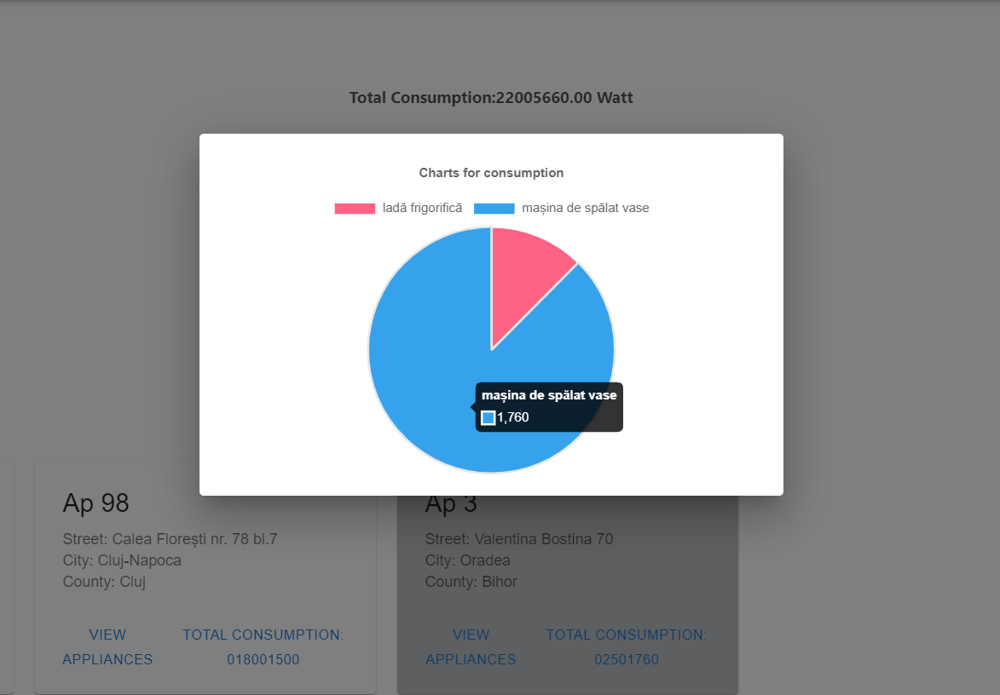 Total Consumption:22005660.00 Watt
Charts for consumption
ladă frigorifică
mașina de spălat vase
mașina de spălat vase
1,760
Ap 98
Street: Calea Florești nr. 78 bl.7
City: Cluj-Napoca
County: Cluj
VIEW
APPLIANCES
TOTAL CONSUMPTION:
018001500
Ap 3
Street: Valentina Bostina 70
City: Oradea
County: Bihor
VIEW
APPLIANCES
TOTAL CONSUMPTION:
02501760